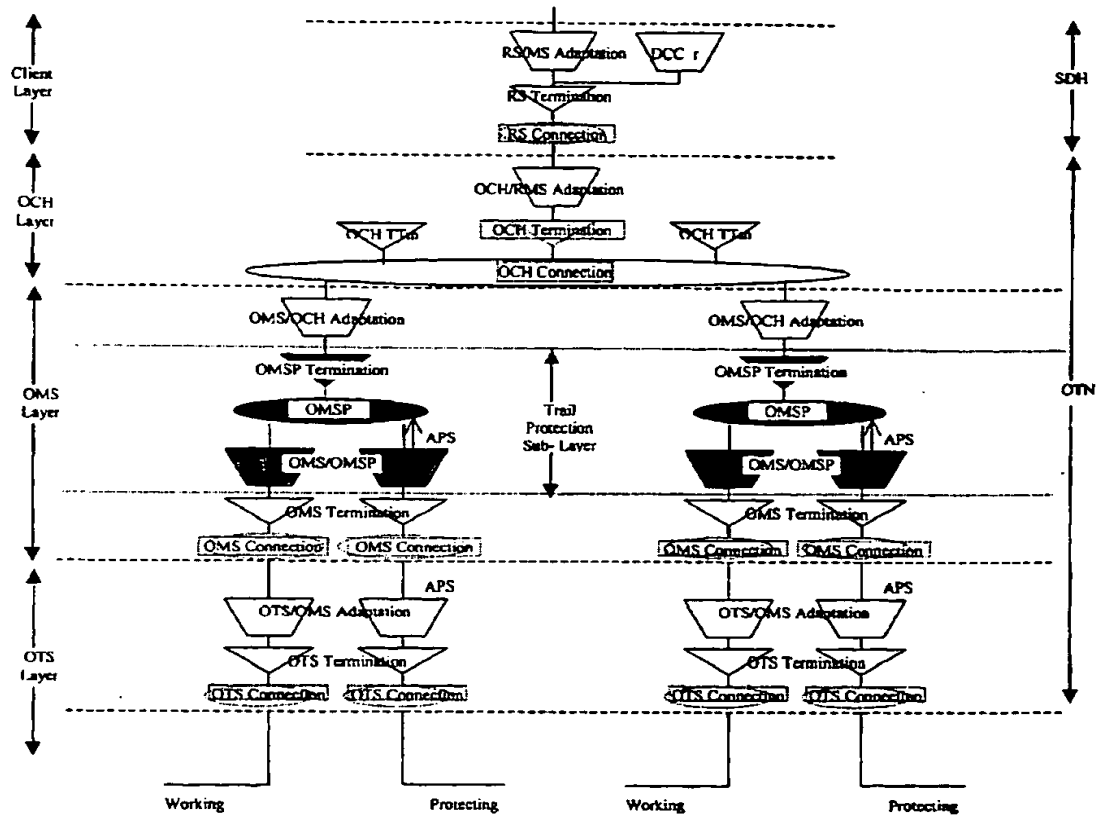 RS/MS Adaptation
DCC r
Client
Layer
SDH
RS Termination
RS Connection
OCH
Layer
OCH/RMS Adaptation
OCH TTm
OCH Termination
OCH TTm
OCH Connection
OMS/OCH Adaptation
OMS/OCH Adaptation
OMSP Termination
OMSP Termination
OMS
Layer
OTN
OMSP
Trail
Protection
Sub- Layer
OMSP
APS
APS
OMS/OMSP
OMS/OMSP
OMS Termination
OMS Termination
OMS Connection
OMS Connection
OMS Connection
OMS Connection
APS
APS
OTS/OMS Adaptation
OTS/OMS Adaptation
OTS
Layer
OTS Termination
OTS Termination
OTS Connection
OTS Connection
OTS Connection
OTS Connection
Working
Protecting
Working
Protecting